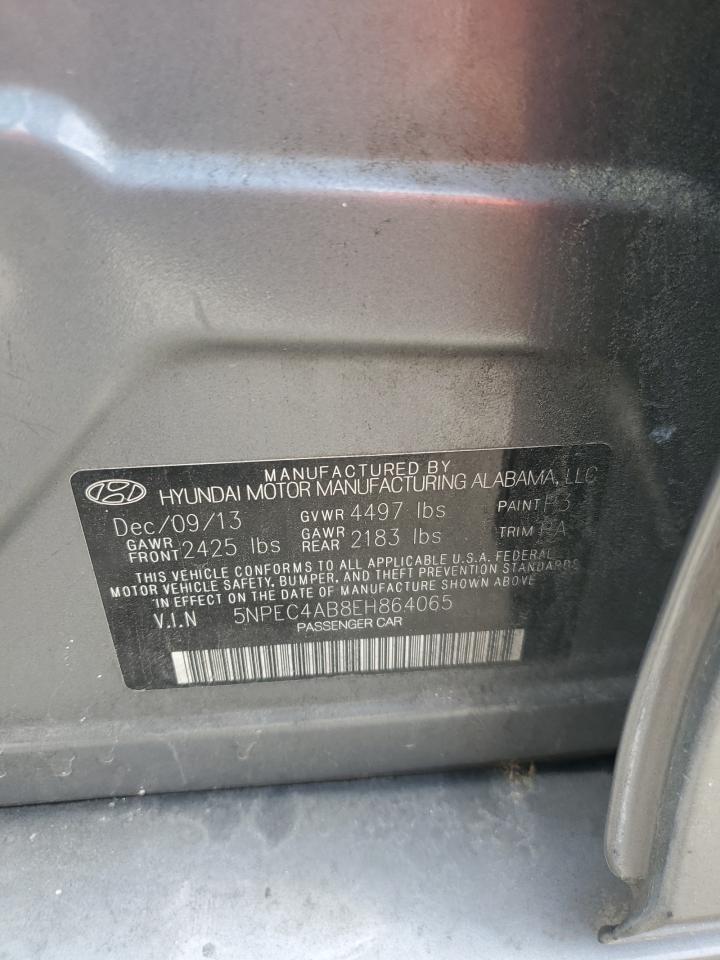 MANUFACTURED BY
HYUNDAI MOTOR MANUFACTURING ALABAMA, LLC
Dec/09/13 GVWR 4497 lbs PAINT H3
GAWR FRONT 2425 lbs GAWR REAR 2183 lbs TRIM
THIS VEHICLE CONFORMS TO ALL APPLICABLE U.S.A. FEDERAL
MOTOR VEHICLE SAFETY, BUMPER, AND THEFT PREVENTION STANDARDS
IN EFFECT ON THE DATE OF MANUFACTURE SHOWN ABOVE
V.I.N 5NPEC4AB8EH864065
PASSENGER CAR